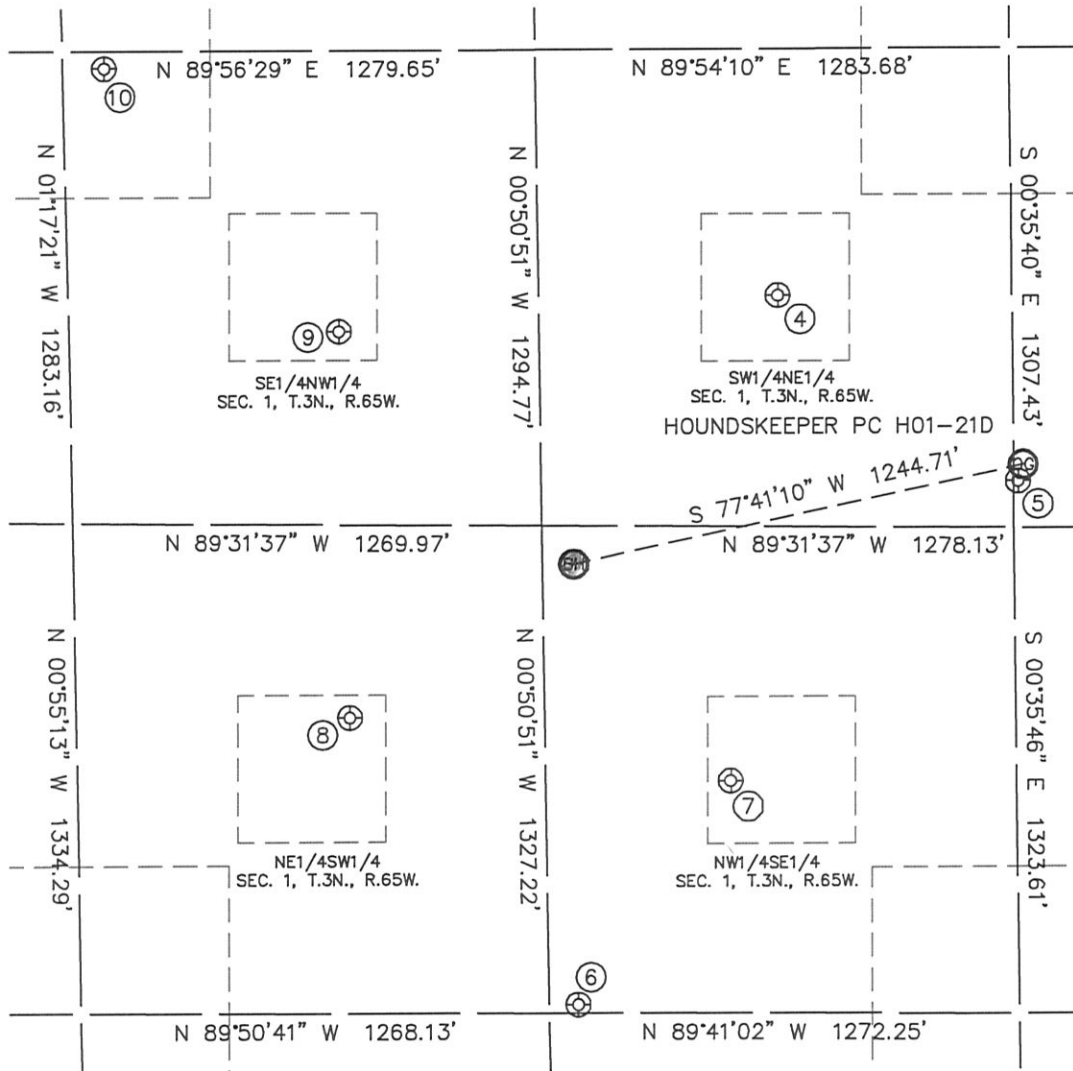 N 89°56'29" E 1279.65'
N 89°54'10" E 1283.68'
10
N 01°17'21" W 1283.16'
N 00°50'51" W 1294.77'
S 00°35'40" E 1307.43'
9
4
SE1/4NW1/4
SEC. 1, T.3N., R.65W.
SW1/4NE1/4
SEC. 1, T.3N., R.65W.
HOUNDSKEEPER PC H01-21D
S 77°41'10" W 1244.71'
5
N 89°31'37" W 1269.97'
N 89°31'37" W 1278.13'
SH
N 00°55'13" W 1334.29'
N 00°50'51" W 1327.22'
S 00°35'46" E 1323.61'
8
7
NE1/4SW1/4
SEC. 1, T.3N., R.65W.
NW1/4SE1/4
SEC. 1, T.3N., R.65W.
6
N 89°50'41" W 1268.13'
N 89°41'02" W 1272.25'